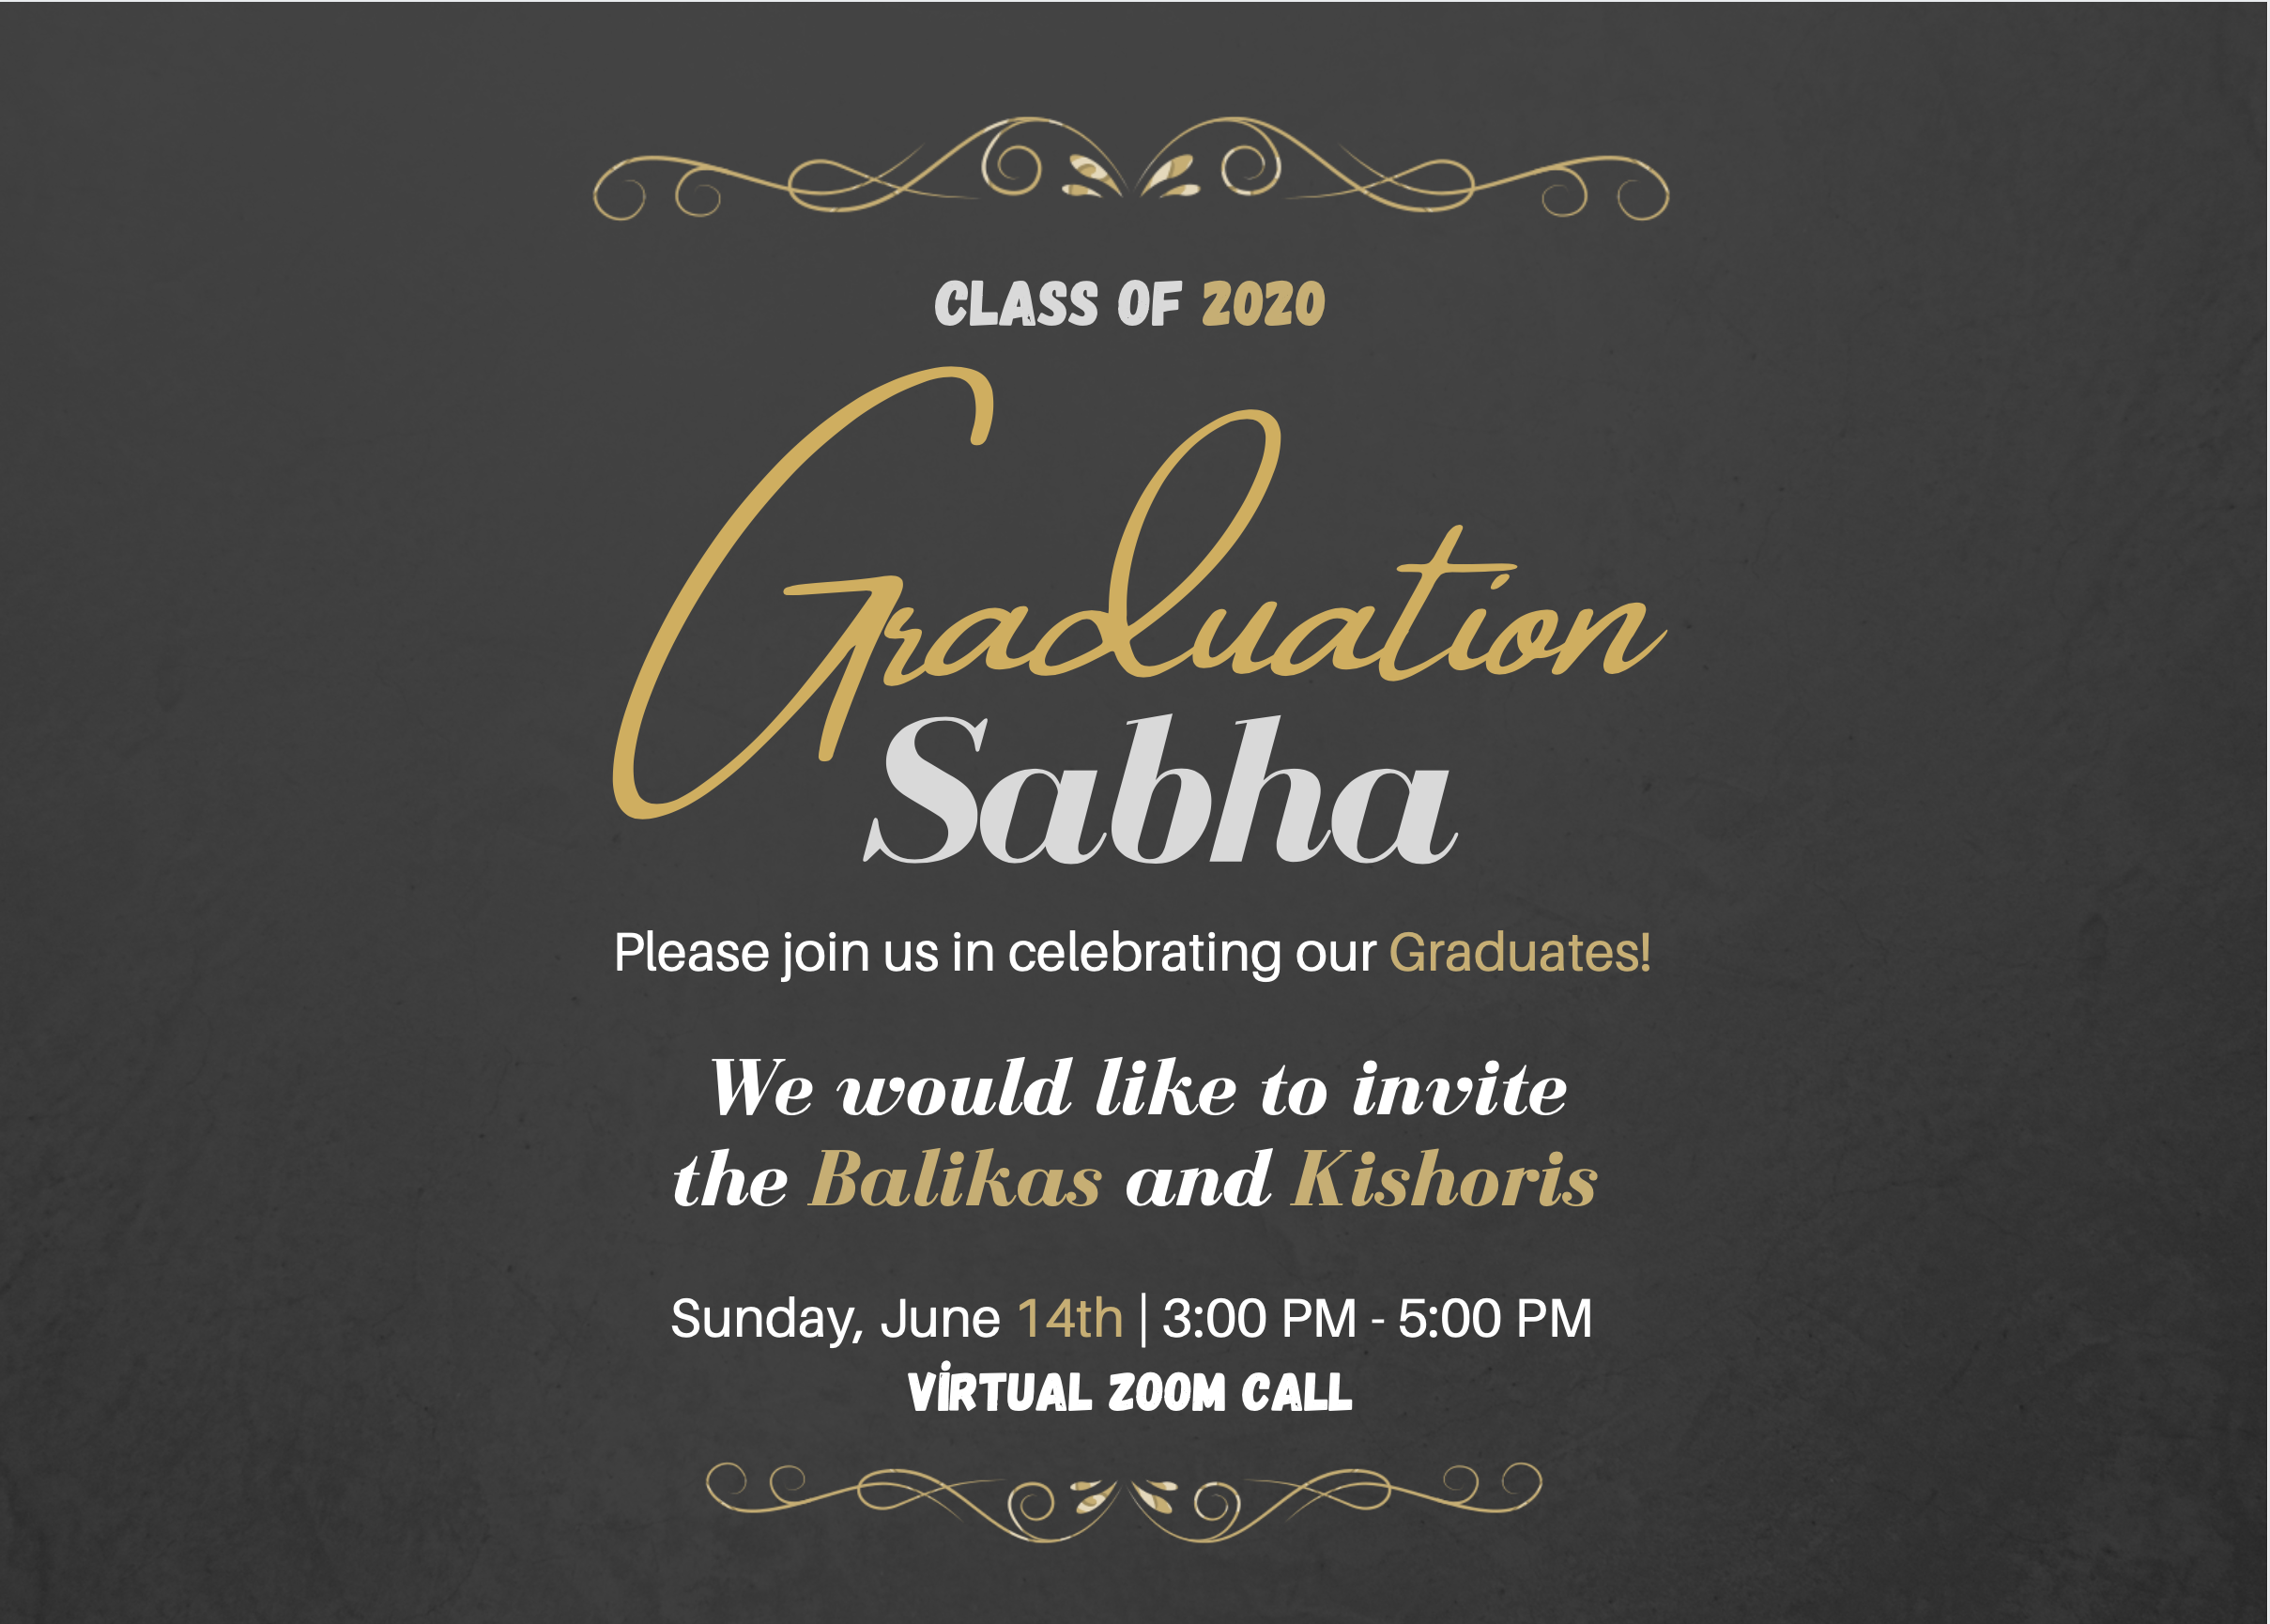 CLASS OF 2020
Graduation
Sabha
Please join us in celebrating our Graduates!
We would like to invite
the Balikas and Kishoris
Sunday, June 14th | 3:00 PM - 5:00 PM
VIRTUAL ZOOM CALL